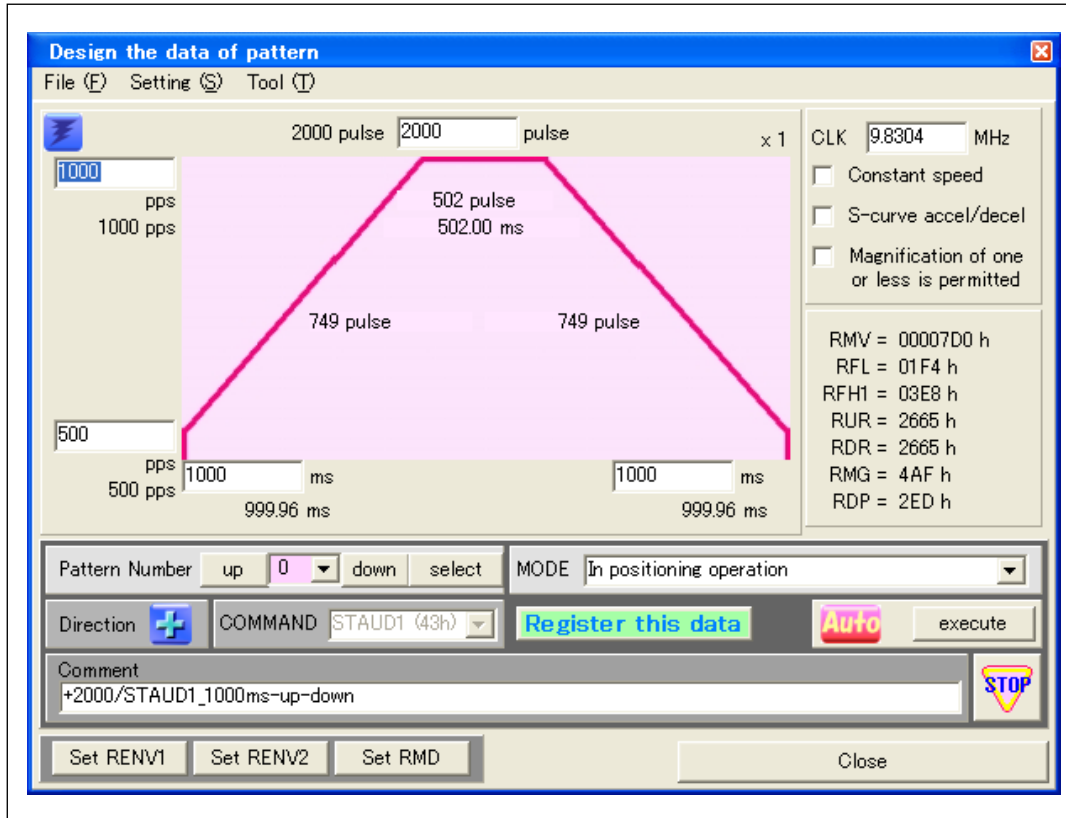 Design the data of pattern
File (F) Setting (S) Tool (T)
2000 pulse 2000 pulse × 1
1000
pps
1000 pps
502 pulse
502.00 ms
749 pulse 749 pulse
500
pps
500 pps
1000 ms
999.96 ms
1000 ms
999.96 ms
CLK 9.8304 MHz
Constant speed
S-curve accel/decel
Magnification of one
or less is permitted
RMV = 00007D0 h
RFL = 01F4 h
RFH1 = 03E8 h
RUR = 2665 h
RDR = 2665 h
RMG = 4AF h
RDP = 2ED h
Pattern Number up 0 down select MODE In positioning operation
Direction COMMAND STAUD1 (43h) Register this data Auto execute
Comment
+2000/STAUD1_1000ms-up-down
STOP
Set RENV1 Set RENV2 Set RMD Close